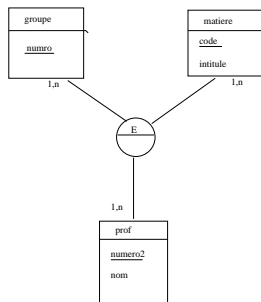 groupe
numro
1,n
matiere
code
intitule
1,n
E
1,n
prof
numero2
nom